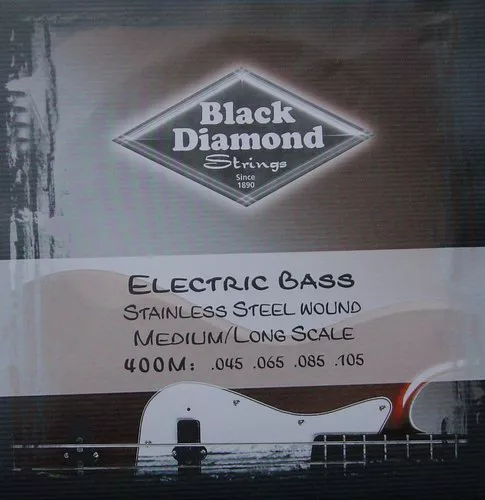 Black
Diamond
Strings
Since
1890
ELECTRIC BASS
STAINLESS STEEL WOUND
MEDIUM/LONG SCALE
400M: .045 .065 .085 .105